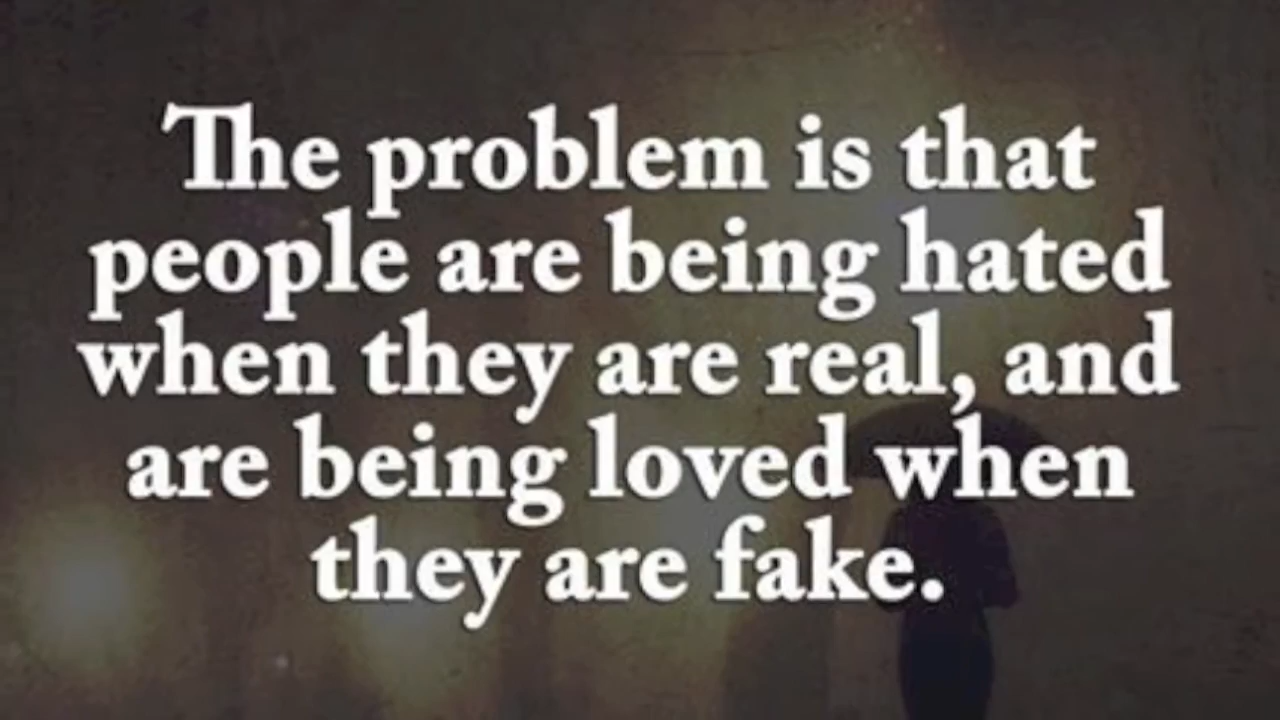 The problem is that
people are being hated
when they are real, and
are being loved when
they are fake.